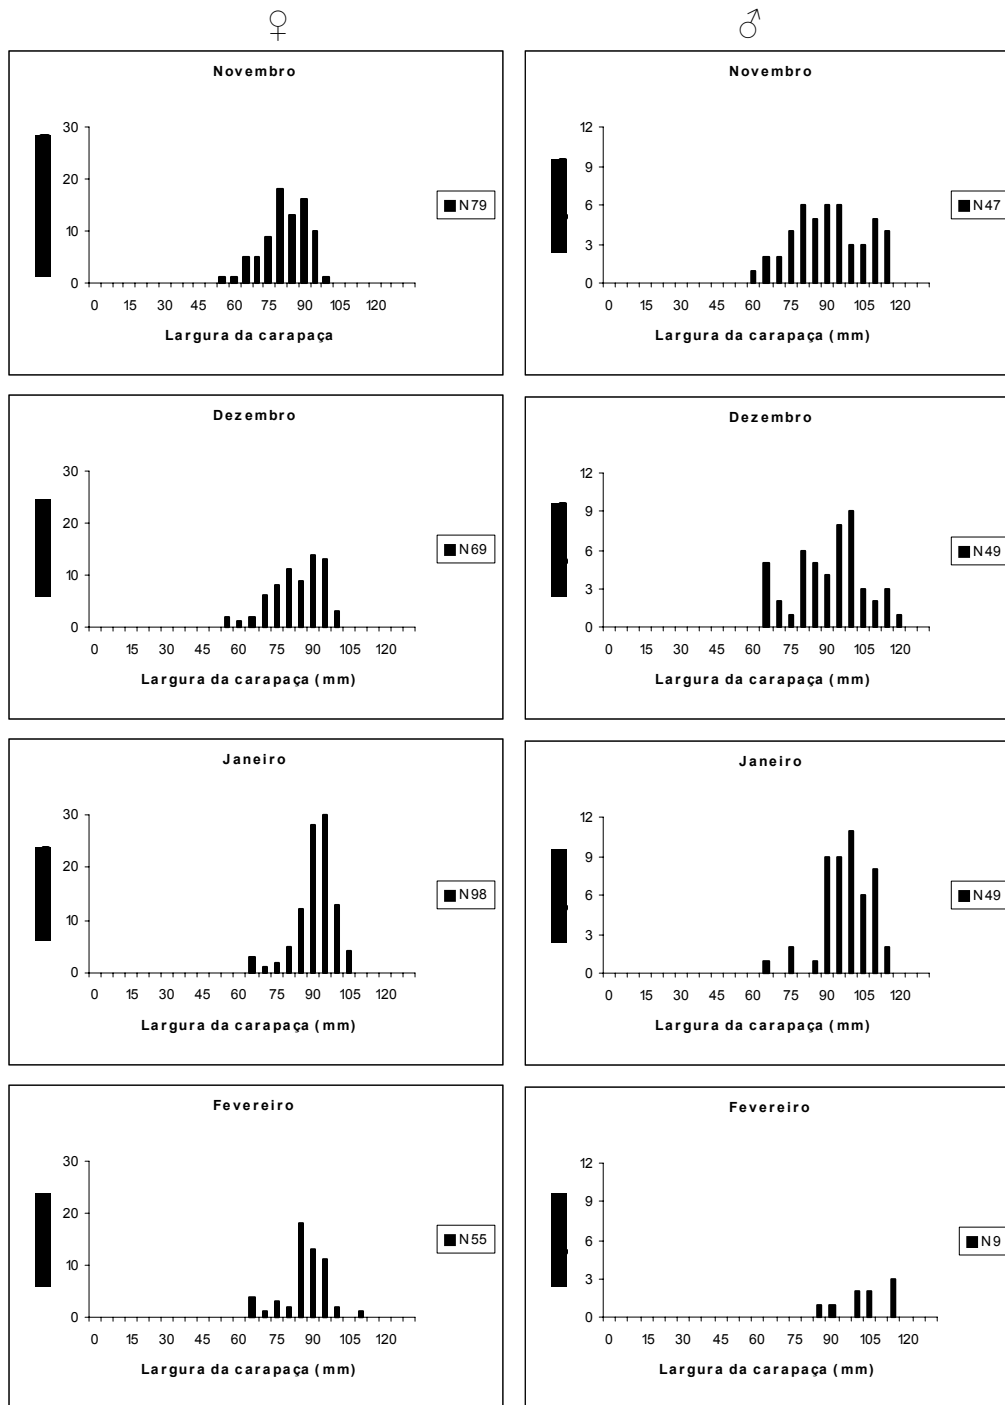 ♀ ♂
Novembro
30
20
10
0
0 15 30 45 60 75 90 105 120
Largura da carapaça
N79
Novembro
12
9
6
3
0
0 15 30 45 60 75 90 105 120
Largura da carapaça (mm)
N47
Dezembro
30
20
10
0
0 15 30 45 60 75 90 105 120
Largura da carapaça (mm)
N69
Dezembro
12
9
6
3
0
0 15 30 45 60 75 90 105 120
Largura da carapaça (mm)
N49
Janeiro
30
20
10
0
0 15 30 45 60 75 90 105 120
Largura da carapaça (mm)
N98
Janeiro
12
9
6
3
0
0 15 30 45 60 75 90 105 120
Largura da carapaça (mm)
N49
Fevereiro
30
20
10
0
0 15 30 45 60 75 90 105 120
Largura da carapaça (mm)
N55
Fevereiro
12
9
6
3
0
0 15 30 45 60 75 90 105 120
Largura da carapaça (mm)
N9